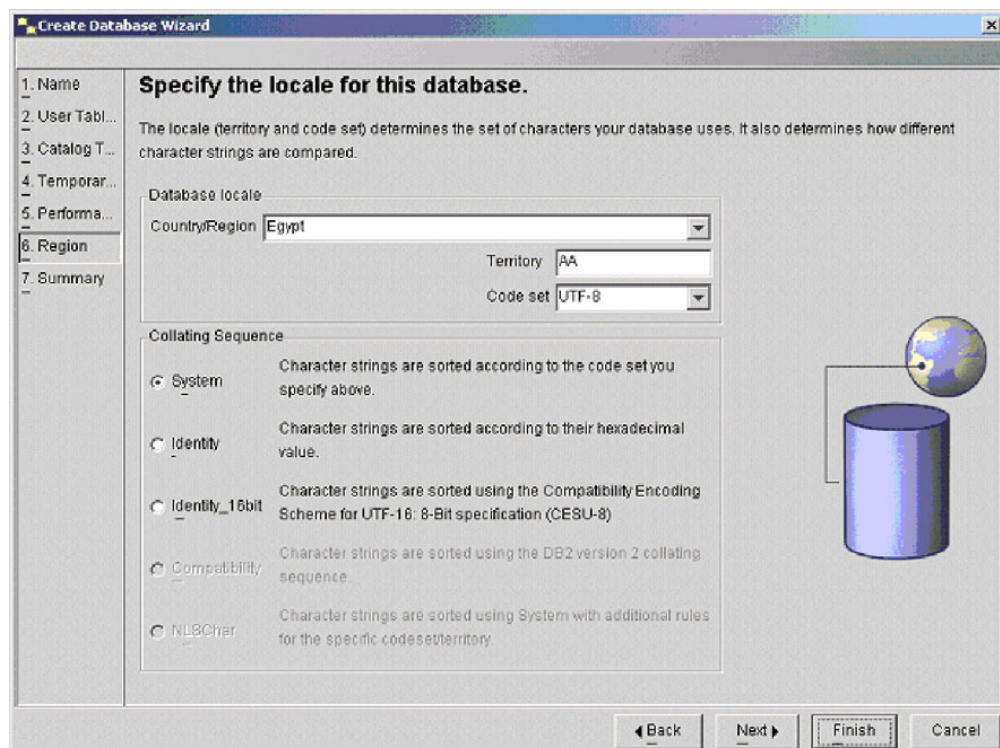 Create Database Wizard
1. Name
2. User Tabl...
3. Catalog T...
4. Temporar...
5. Performa...
6. Region
7. Summary
Specify the locale for this database.
The locale (territory and code set) determines the set of characters your database uses. It also determines how different
character strings are compared.
Database locale
Country/Region Egypt
Territory AA
Code set UTF-8
Collating Sequence
System
Character strings are sorted according to the code set you
specify above.
Identity
Character strings are sorted according to their hexadecimal
value.
Identity_16bit
Character strings are sorted using the Compatibility Encoding
Scheme for UTF-16: 8-Bit specification (CESU-8)
Compatibility
Character strings are sorted using the DB2 version 2 collating
sequence.
NLSChar
Character strings are sorted using System with additional rules
for the specific codeset/territory.
Back Next Finish Cancel